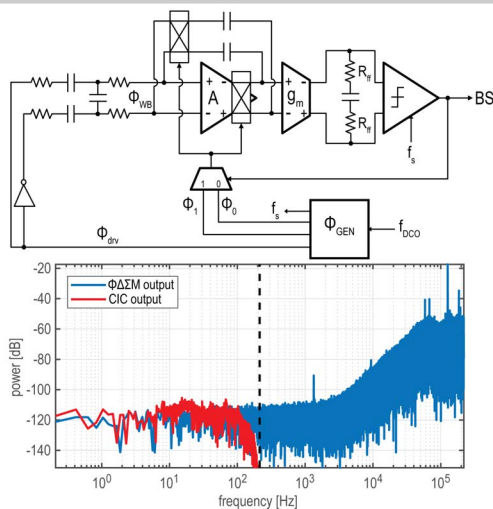 Φ_WB
+ - A - +
+ - g_m
R_ff
R_ff
f_s
BS
1 0
Φ_1 Φ_0
f_s
Φ_GEN
f_DCO
Φ_drv
ΦΔΣM output
CIC output
power [dB]
-20
-40
-60
-80
-100
-120
-140
10^0 10^1 10^2 10^3 10^4 10^5
frequency [Hz]